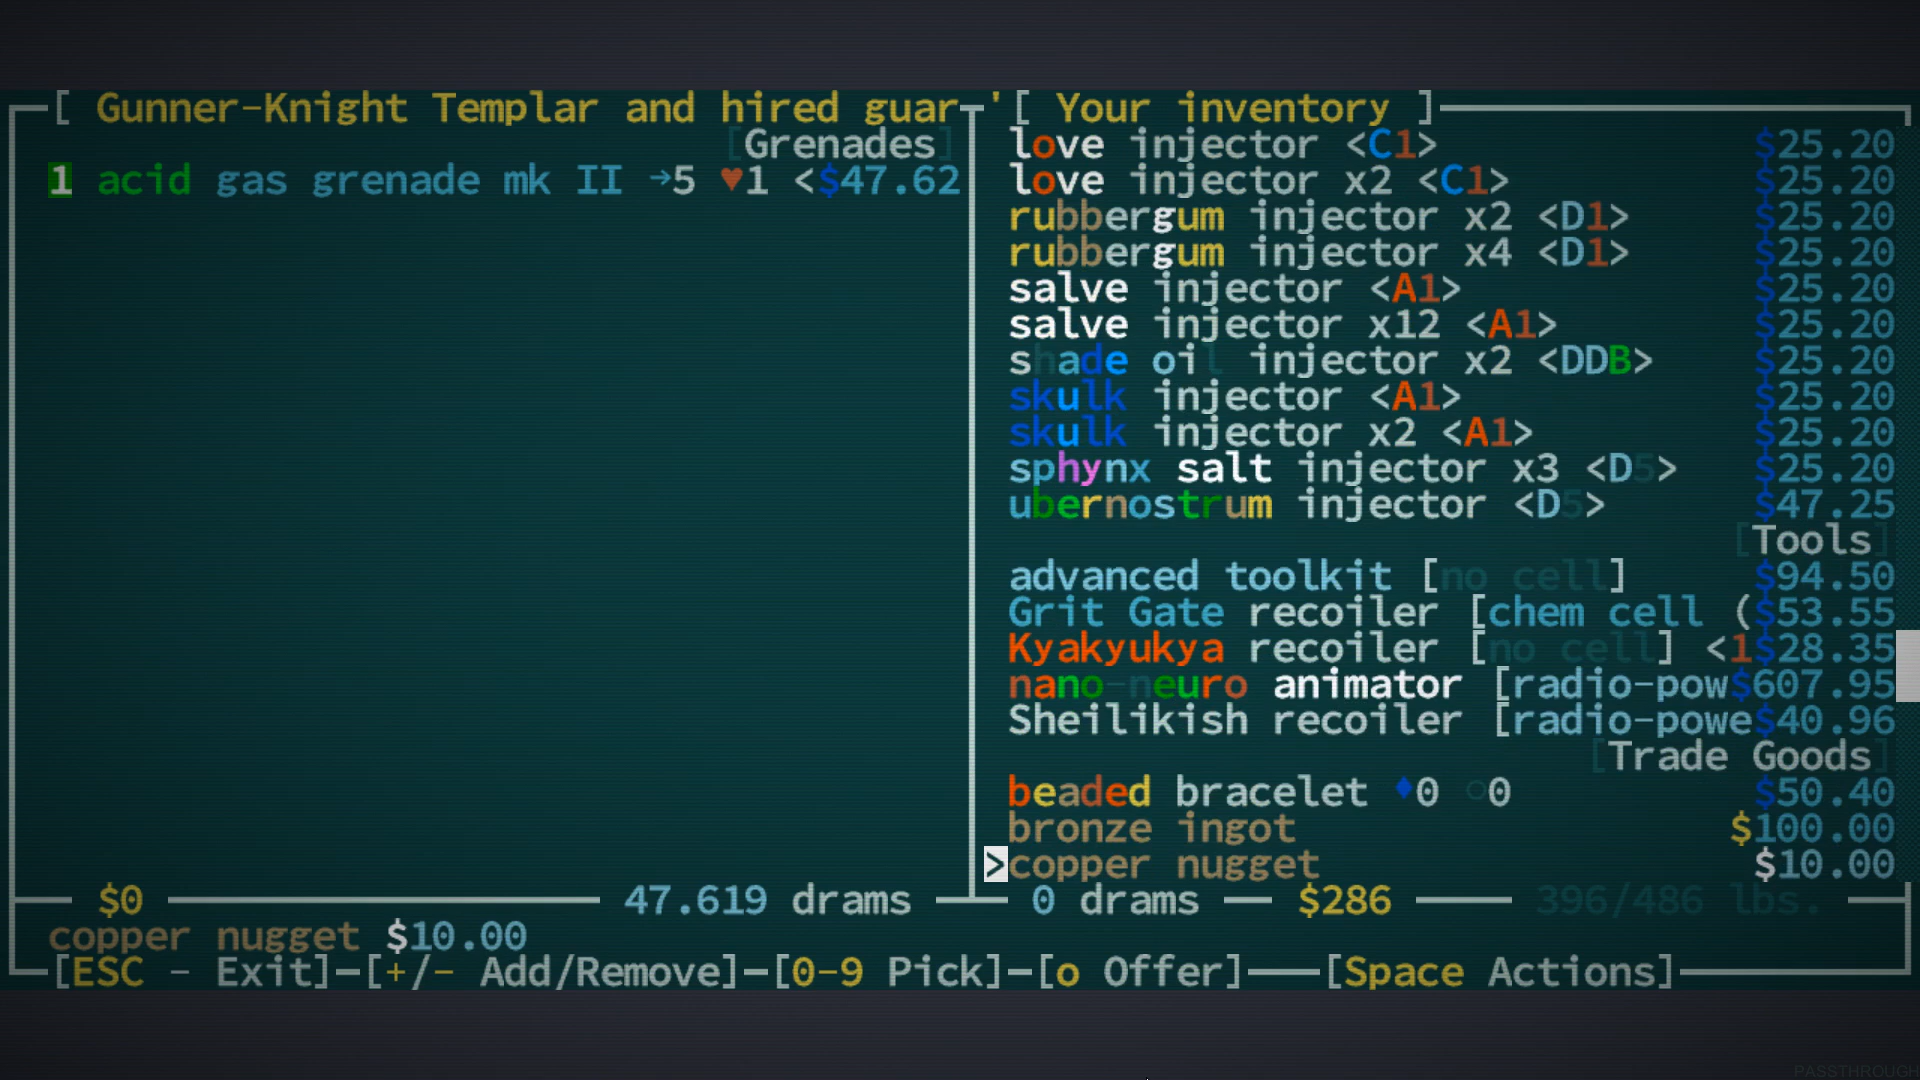 [ Gunner-Knight Templar and hired guar
[Grenades]
1 acid gas grenade mk II →5 ♥1 <$47.62
'[ Your inventory ]
love injector <C1> $25.20
love injector x2 <C1> $25.20
rubbergum injector x2 <D1> $25.20
rubbergum injector x4 <D1> $25.20
salve injector <A1> $25.20
salve injector x12 <A1> $25.20
shade oil injector x2 <DDB> $25.20
skulk injector <A1> $25.20
skulk injector x2 <A1> $25.20
sphynx salt injector x3 <D5> $25.20
ubernostrum injector <D5> $47.25
[Tools]
advanced toolkit [no cell] $94.50
Grit Gate recoiler [chem cell ($53.55
Kyakyukya recoiler [no cell] <1$28.35
nano-neuro animator [radio-pow$607.95
Sheilikish recoiler [radio-powe$40.96
[Trade Goods]
beaded bracelet ♦0 ○0 $50.40
bronze ingot $100.00
>copper nugget $10.00
$0 47.619 drams 0 drams $286 396/486 lbs.
copper nugget $10.00
[ESC - Exit]-[+/- Add/Remove]-[0-9 Pick]-[o Offer] [Space Actions]
PASSTHROUGH